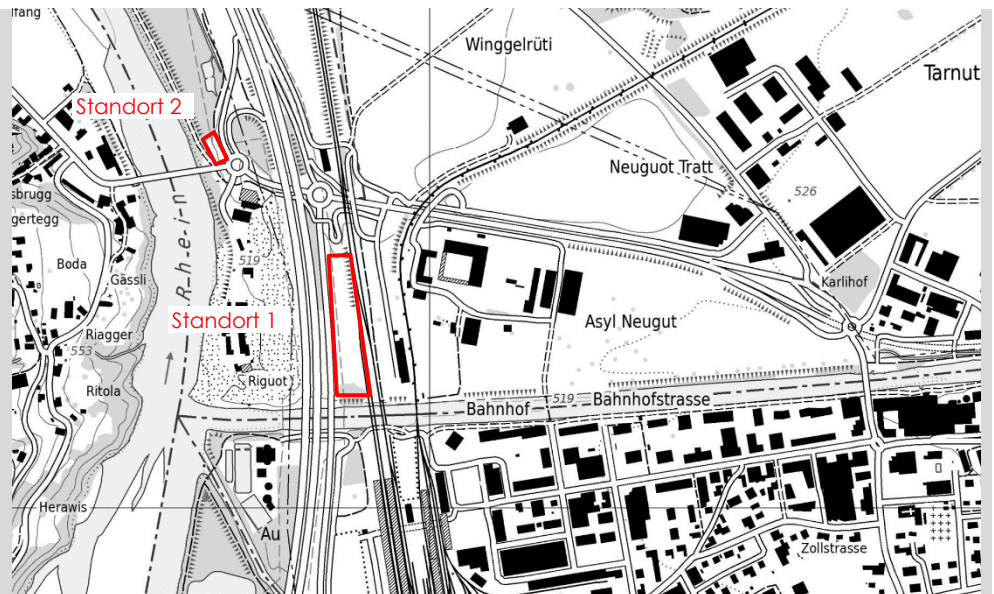 lfang
Winggelrüti
Tarnut
Standort 2
Neuguot Tratt
526
sbrugg
gertegg
R-h-e-i-n
Boda
519
Gässli
Karlihof
Standort 1
Asyl Neugut
Riagger
553
Ritola
Riguot
Bahnhof
519
Bahnhofstrasse
Herawis
Au
Zollstrasse